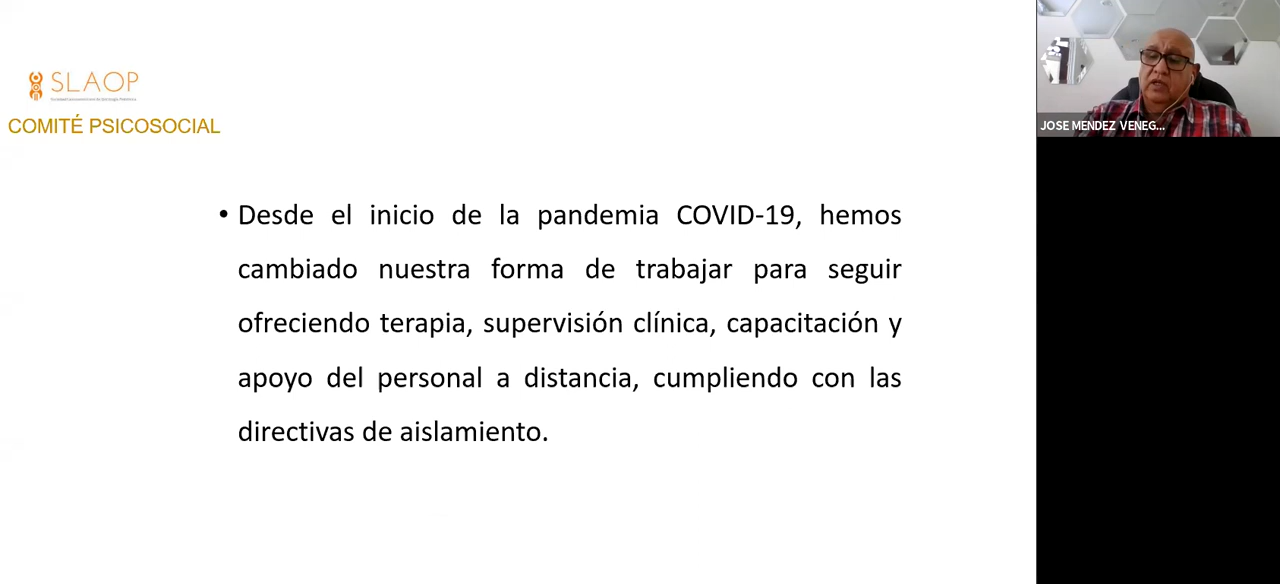 SLAOP
COMITÉ PSICOSOCIAL
• Desde el inicio de la pandemia COVID-19, hemos
cambiado nuestra forma de trabajar para seguir
ofreciendo terapia, supervisión clínica, capacitación y
apoyo del personal a distancia, cumpliendo con las
directivas de aislamiento.
JOSE MENDEZ VENEG...